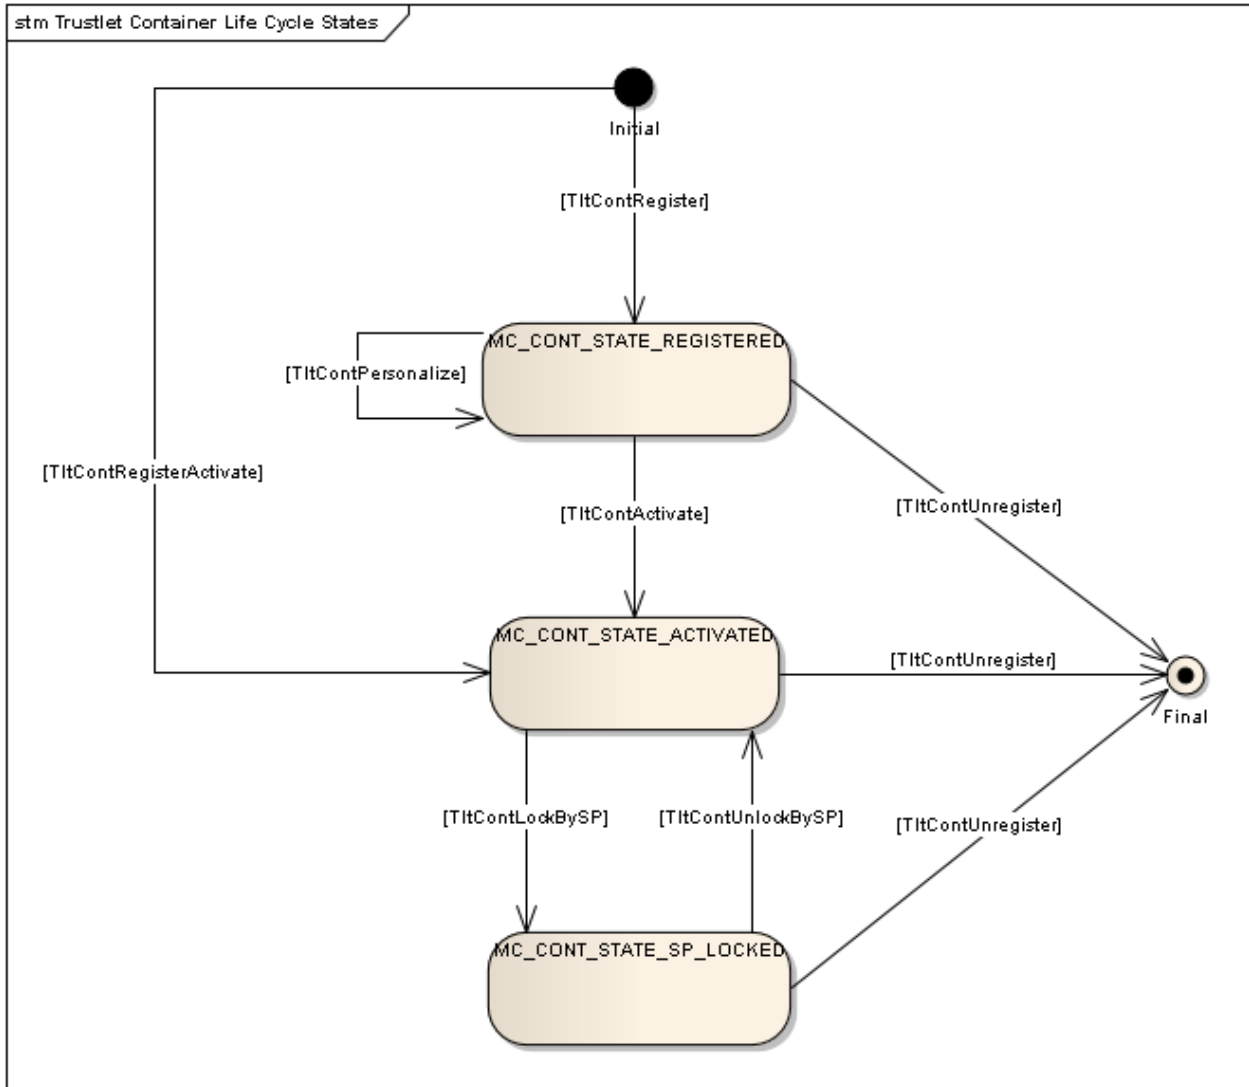 stm Trustlet Container Life Cycle States
Initial
[TltContRegister]
MC_CONT_STATE_REGISTERED
[TltContPersonalize]
[TltContRegisterActivate]
[TltContUnregister]
[TltContActivate]
MC_CONT_STATE_ACTIVATED
[TltContUnregister]
Final
[TltContLockBySP]
[TltContUnlockBySP]
[TltContUnregister]
MC_CONT_STATE_SP_LOCKED